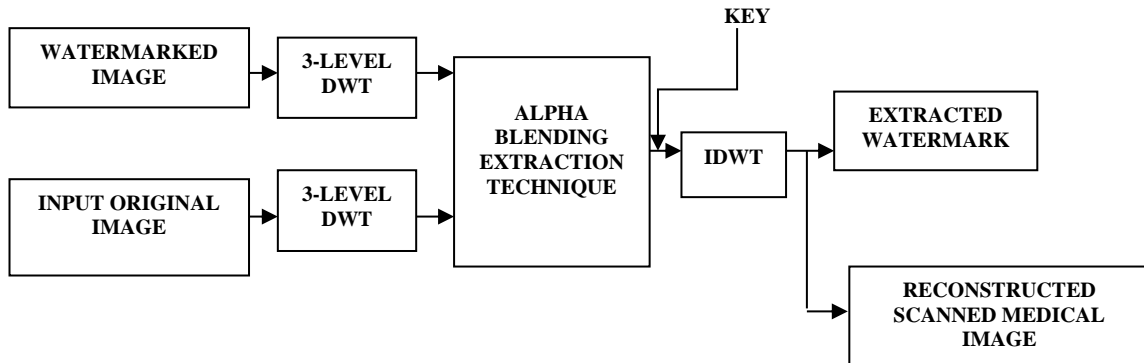 KEY
WATERMARKED
IMAGE
3-LEVEL
DWT
ALPHA
BLENDING
EXTRACTION
TECHNIQUE
IDWT
EXTRACTED
WATERMARK
INPUT ORIGINAL
IMAGE
3-LEVEL
DWT
RECONSTRUCTED
SCANNED MEDICAL
IMAGE